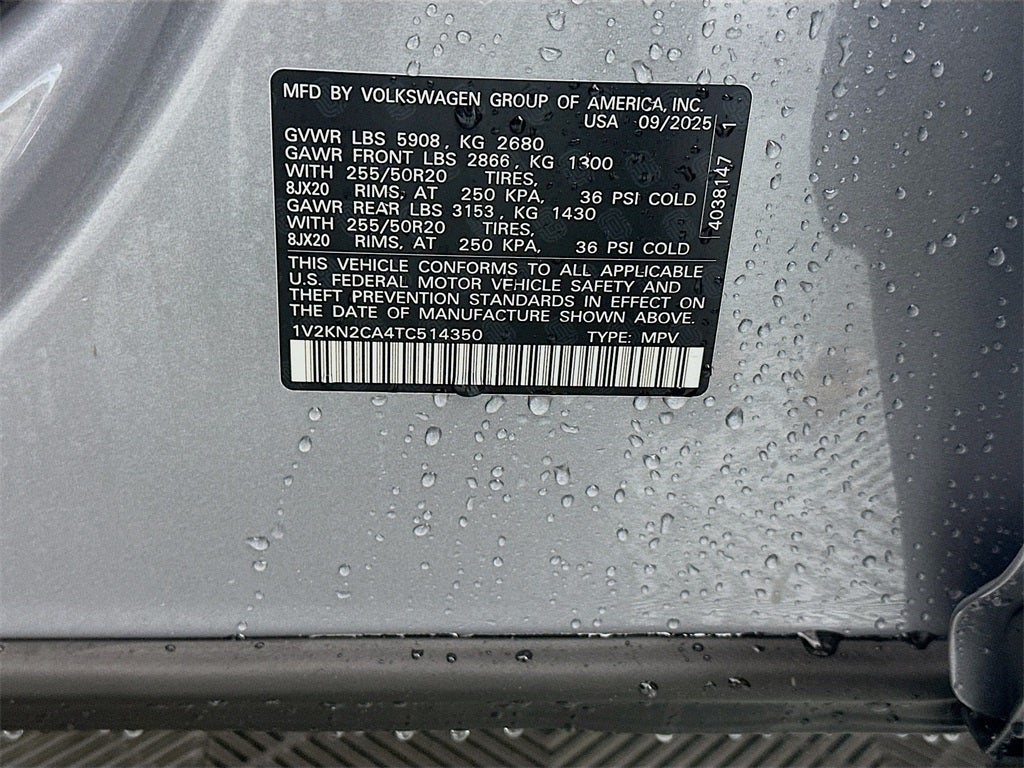 MFD BY VOLKSWAGEN GROUP OF AMERICA, INC.
USA 09/2025
GVWR LBS 5908, KG 2680
GAWR FRONT LBS 2866, KG 1300
WITH 255/50R20 TIRES,
8JX20 RIMS, AT 250 KPA, 36 PSI COLD
GAWR REAR LBS 3153, KG 1430
WITH 255/50R20 TIRES,
8JX20 RIMS, AT 250 KPA, 36 PSI COLD
4038147 1
THIS VEHICLE CONFORMS TO ALL APPLICABLE
U.S. FEDERAL MOTOR VEHICLE SAFETY AND
THEFT PREVENTION STANDARDS IN EFFECT ON
THE DATE OF MANUFACTURE SHOWN ABOVE.
1V2KN2CA4TC514350 TYPE: MPV